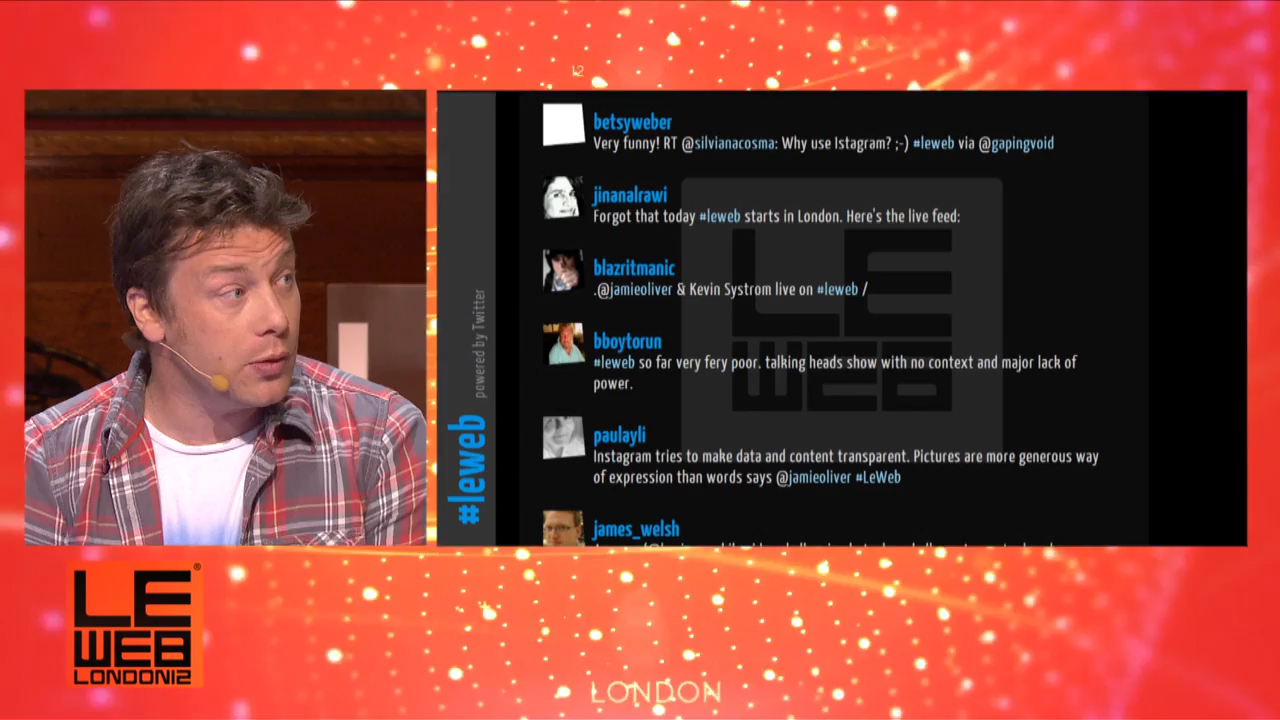 12
betsyweber
Very funny! RT @silvianacosma: Why use Istagram? ;-) #leweb via @gapingvoid
jinanalrawi
Forgot that today #leweb starts in London. Here's the live feed:
blazritmanic
.@jamieoliver & Kevin Systrom live on #leweb /
bboytorun
#leweb so far very fery poor. talking heads show with no context and major lack of
power.
paulayli
Instagram tries to make data and content transparent. Pictures are more generous way
of expression than words says @jamieoliver #LeWeb
james_welsh
#leweb powered by Twitter
LE
WEB
LE
WEB
LONDON12
®
LONDON